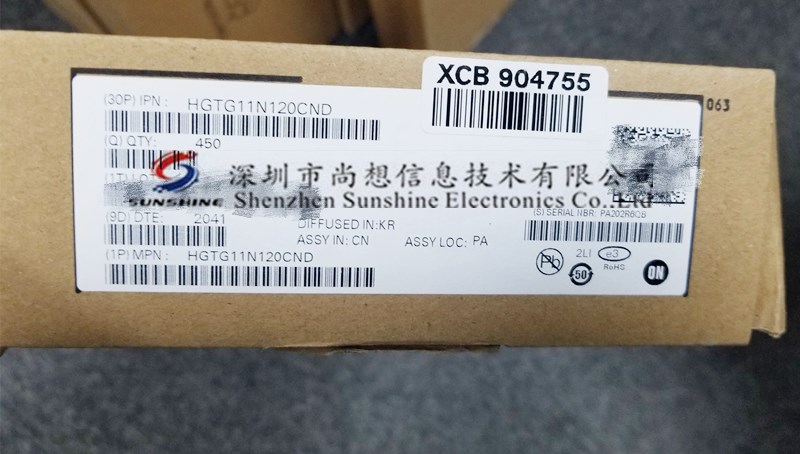 XCB 904755
063
(30P) IPN : HGTG11N120CND
(Q) QTY: 450
深圳市尚想信息技术有限公司
SUNSHINE
Shenzhen Sunshine Electronics Co.,Ltd
(9D) DTE: 2041
DIFFUSED IN:KR
(S) SERIAL NBR: PA202R6QB
ASSY IN: CN
ASSY LOC: PA
(1P) MPN: HGTG11N120CND
Pb
50
2LI
e3
RoHS
ON